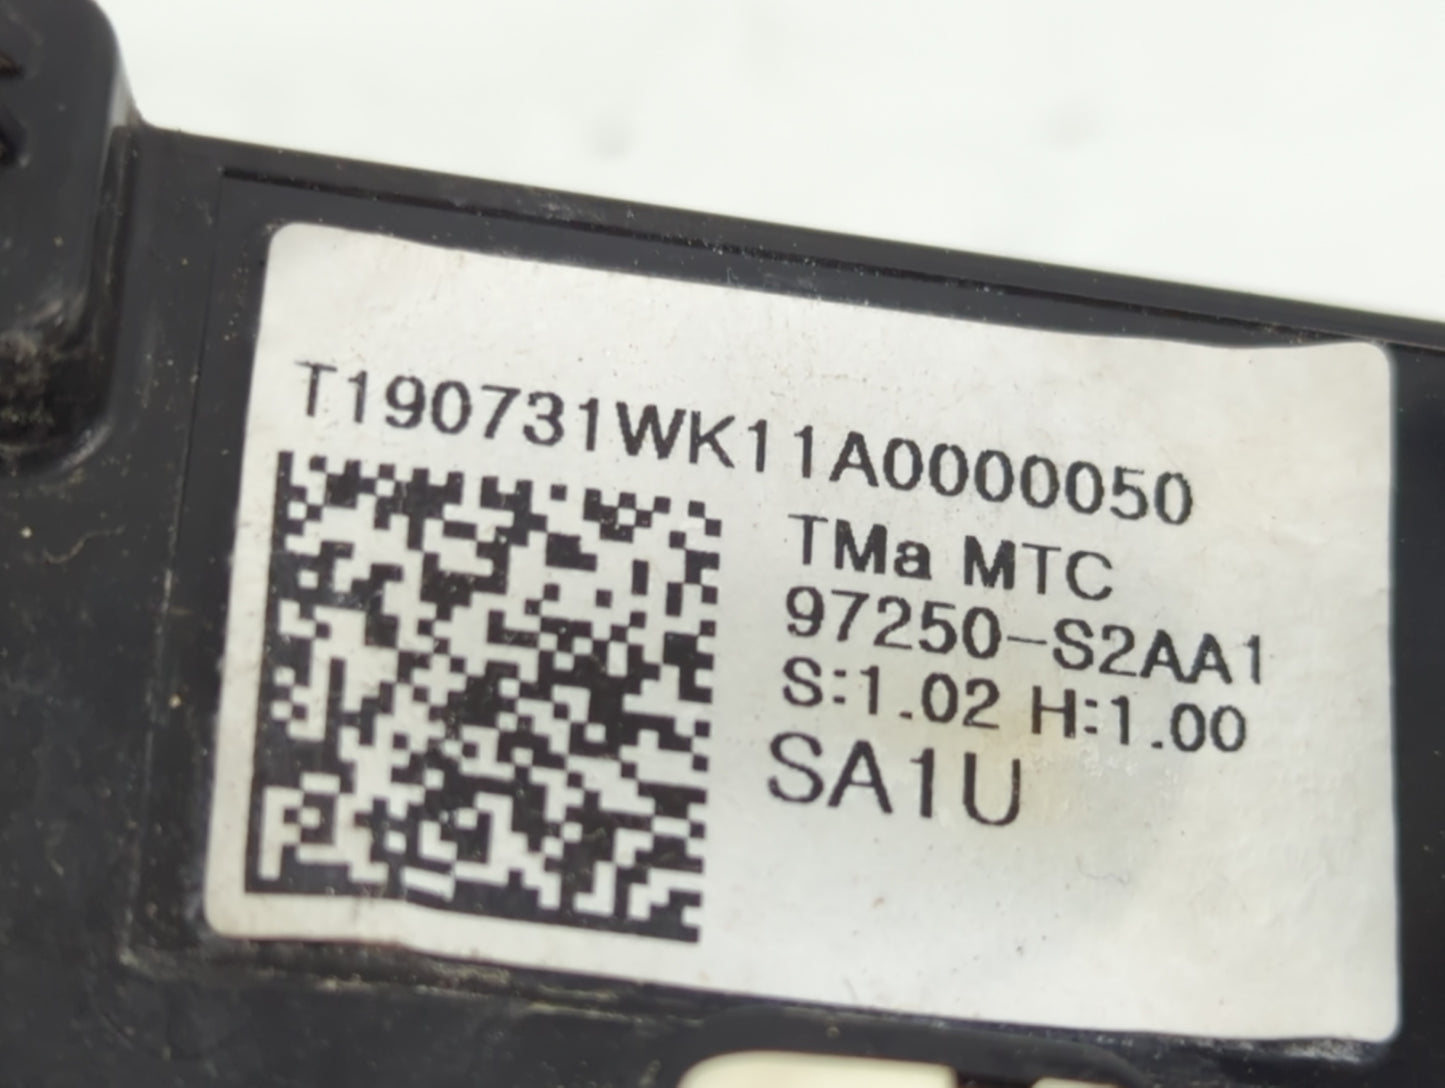 T190731WK11A0000050
TMa MTC
97250-S2AA1
S:1.02 H:1.00
SA1U